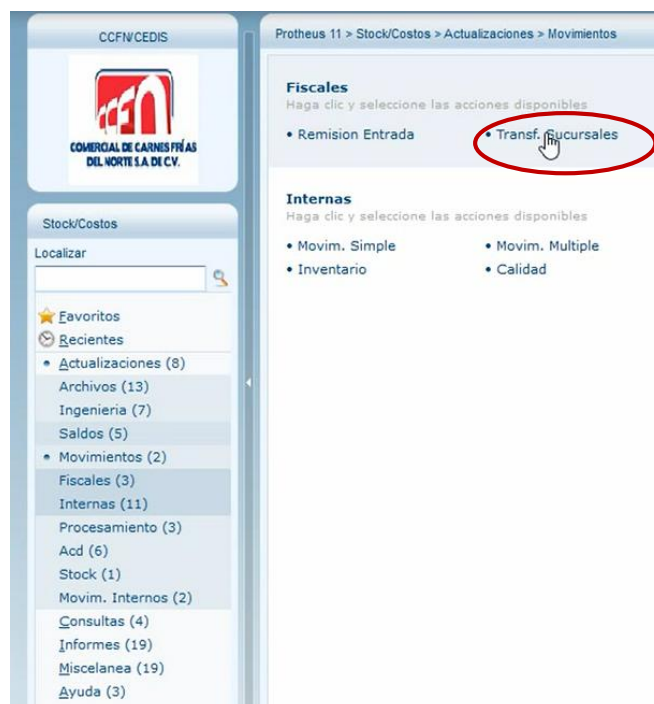 CCFN/CEDIS
CCFN
COMERCIAL DE CARNES FRÍAS
DEL NORTE S.A DE C.V.
Stock/Costos
Localizar
Favoritos
Recientes
Actualizaciones (8)
Archivos (13)
Ingenieria (7)
Saldos (5)
Movimientos (2)
Fiscales (3)
Internas (11)
Procesamiento (3)
Acd (6)
Stock (1)
Movim. Internos (2)
Consultas (4)
Informes (19)
Miscelanea (19)
Ayuda (3)
Protheus 11 > Stock/Costos > Actualizaciones > Movimientos
Fiscales
Haga clic y seleccione las acciones disponibles
• Remision Entrada • Transf. Sucursales
Internas
Haga clic y seleccione las acciones disponibles
• Movim. Simple • Movim. Multiple
• Inventario • Calidad